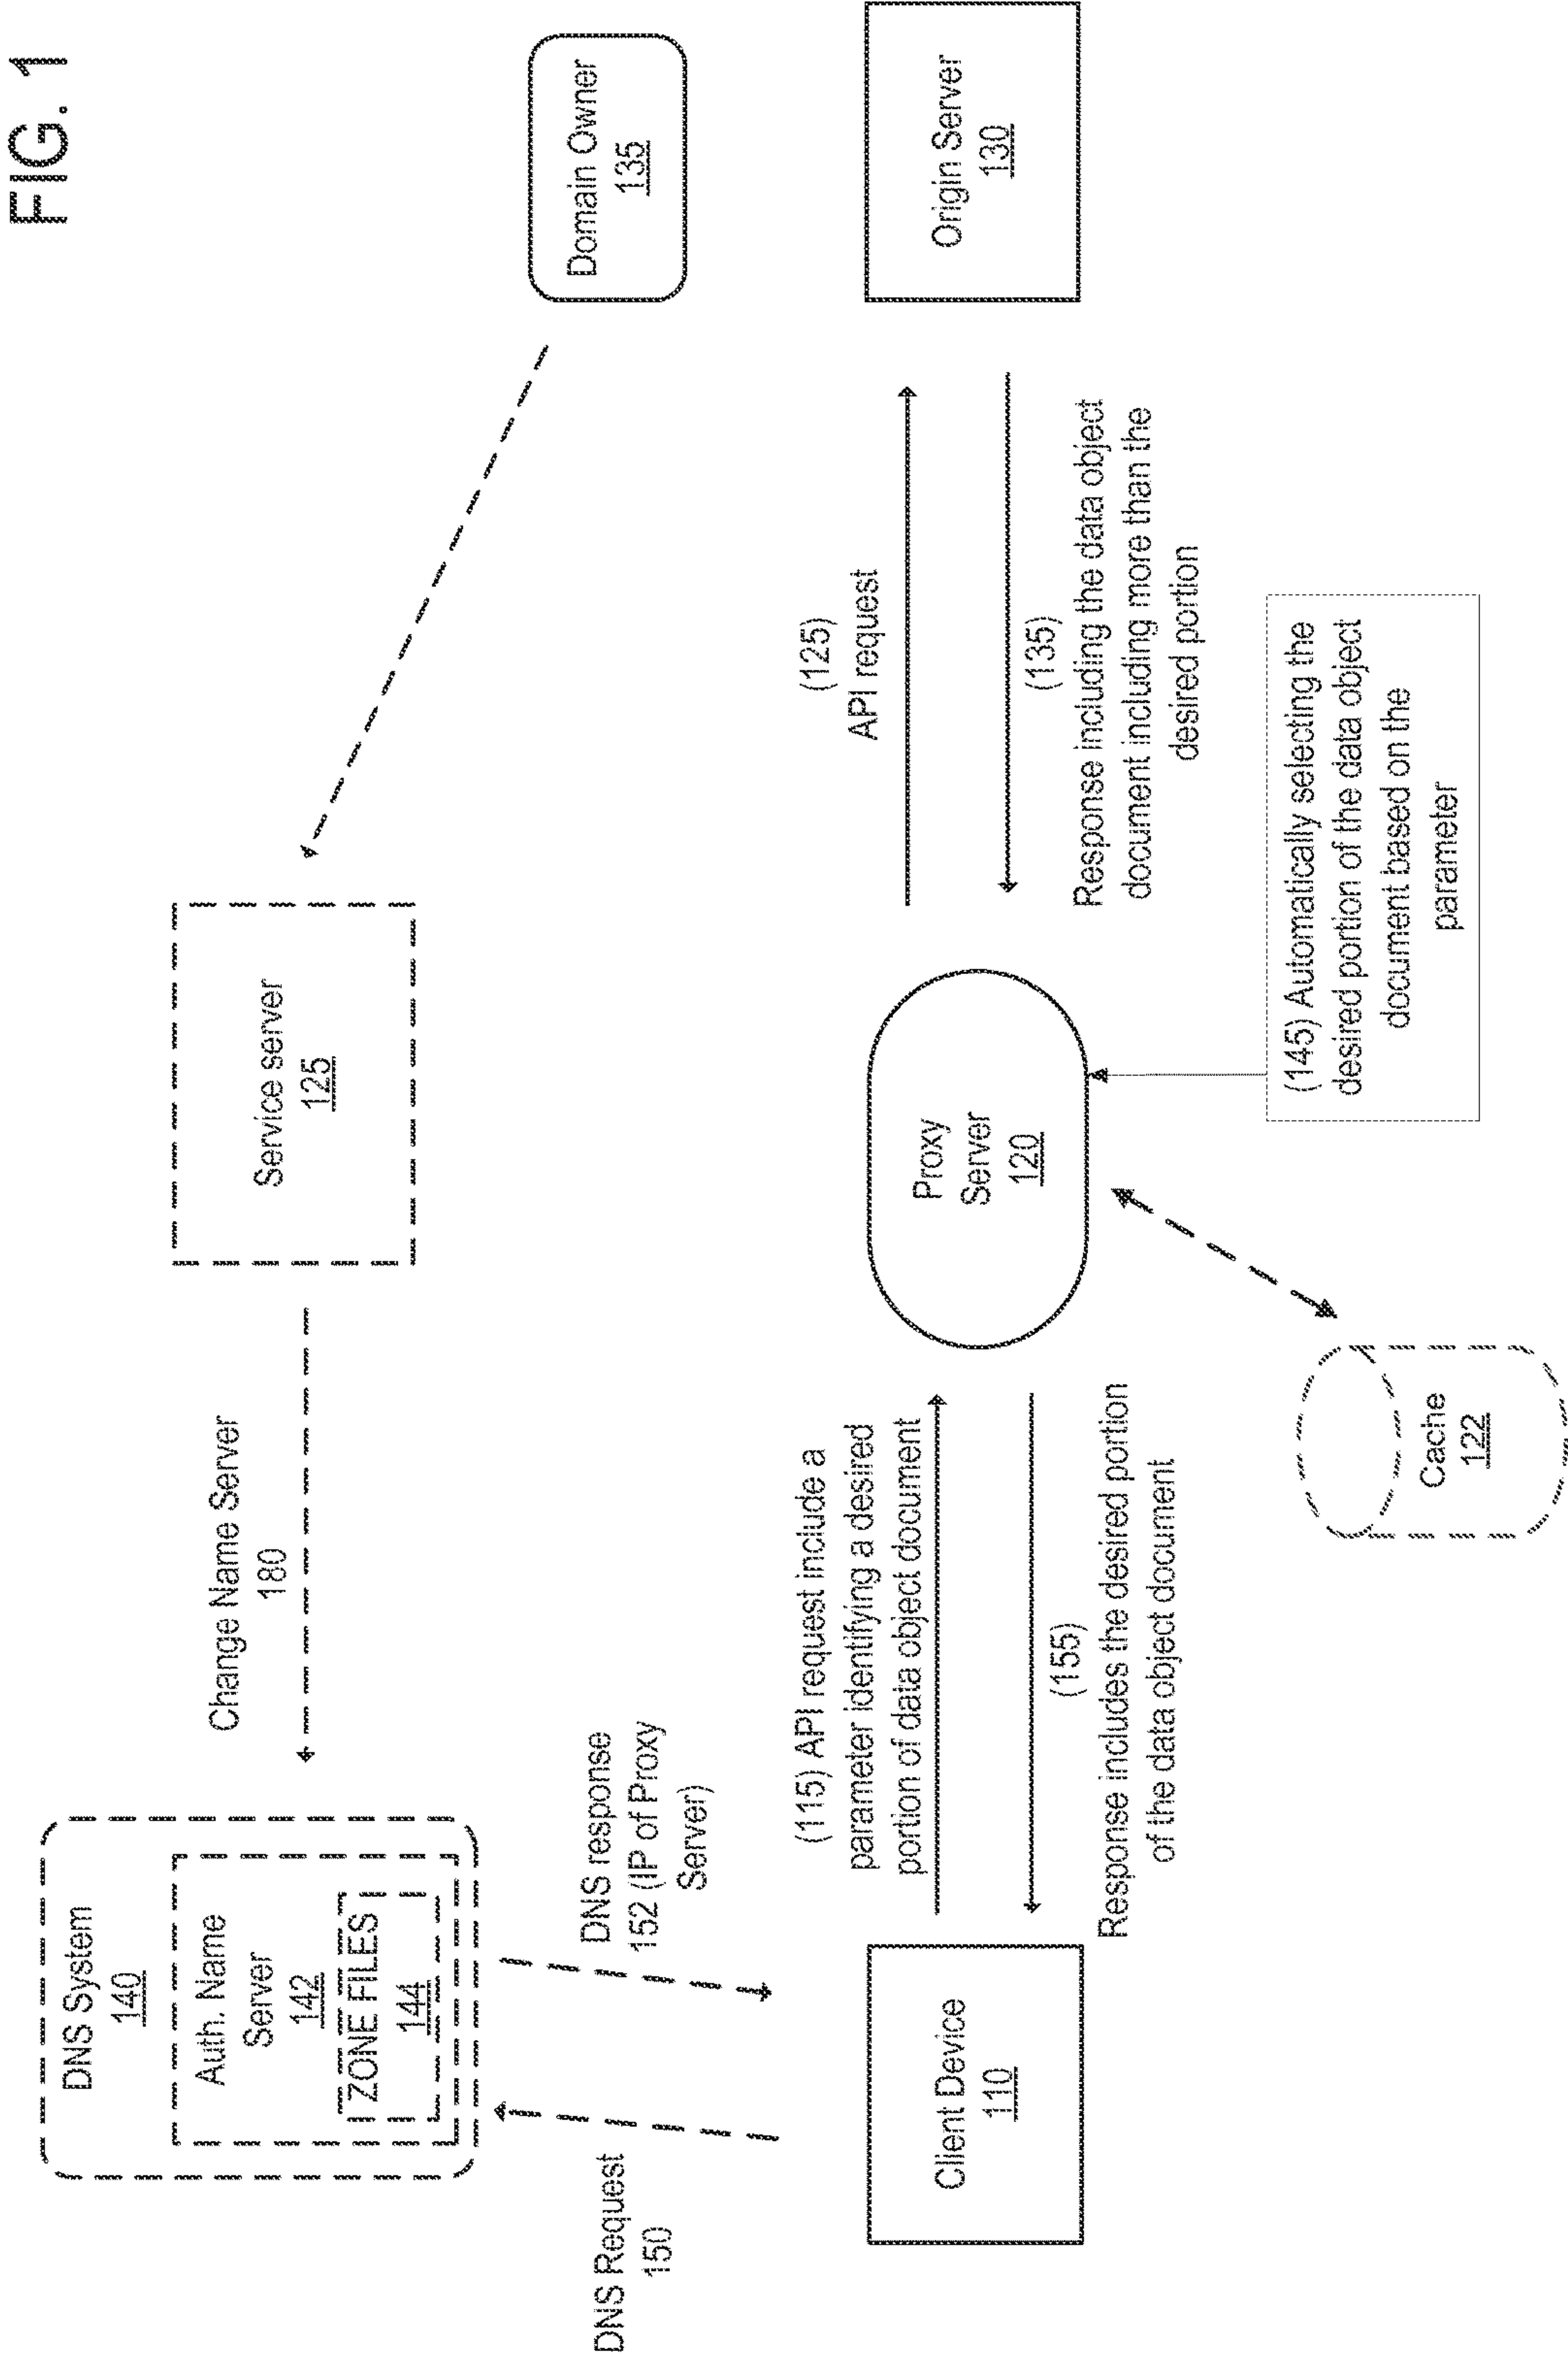 FIG. 1
DNS System
140
Auth. Name
Server
142
ZONE FILES
144
Change Name Server
180
Service server
125
Domain Owner
135
DNS Request
150
DNS response
152 (IP of Proxy
Server)
(115) API request include a
parameter identifying a desired
portion of data object document
(125)
API request
Client Device
110
Proxy
Server
120
Origin Server
130
(155)
Response includes the desired portion
of the data object document
(135)
Response including the data object
document including more than the
desired portion
Cache
122
(145) Automatically selecting the
desired portion of the data object
document based on the
parameter